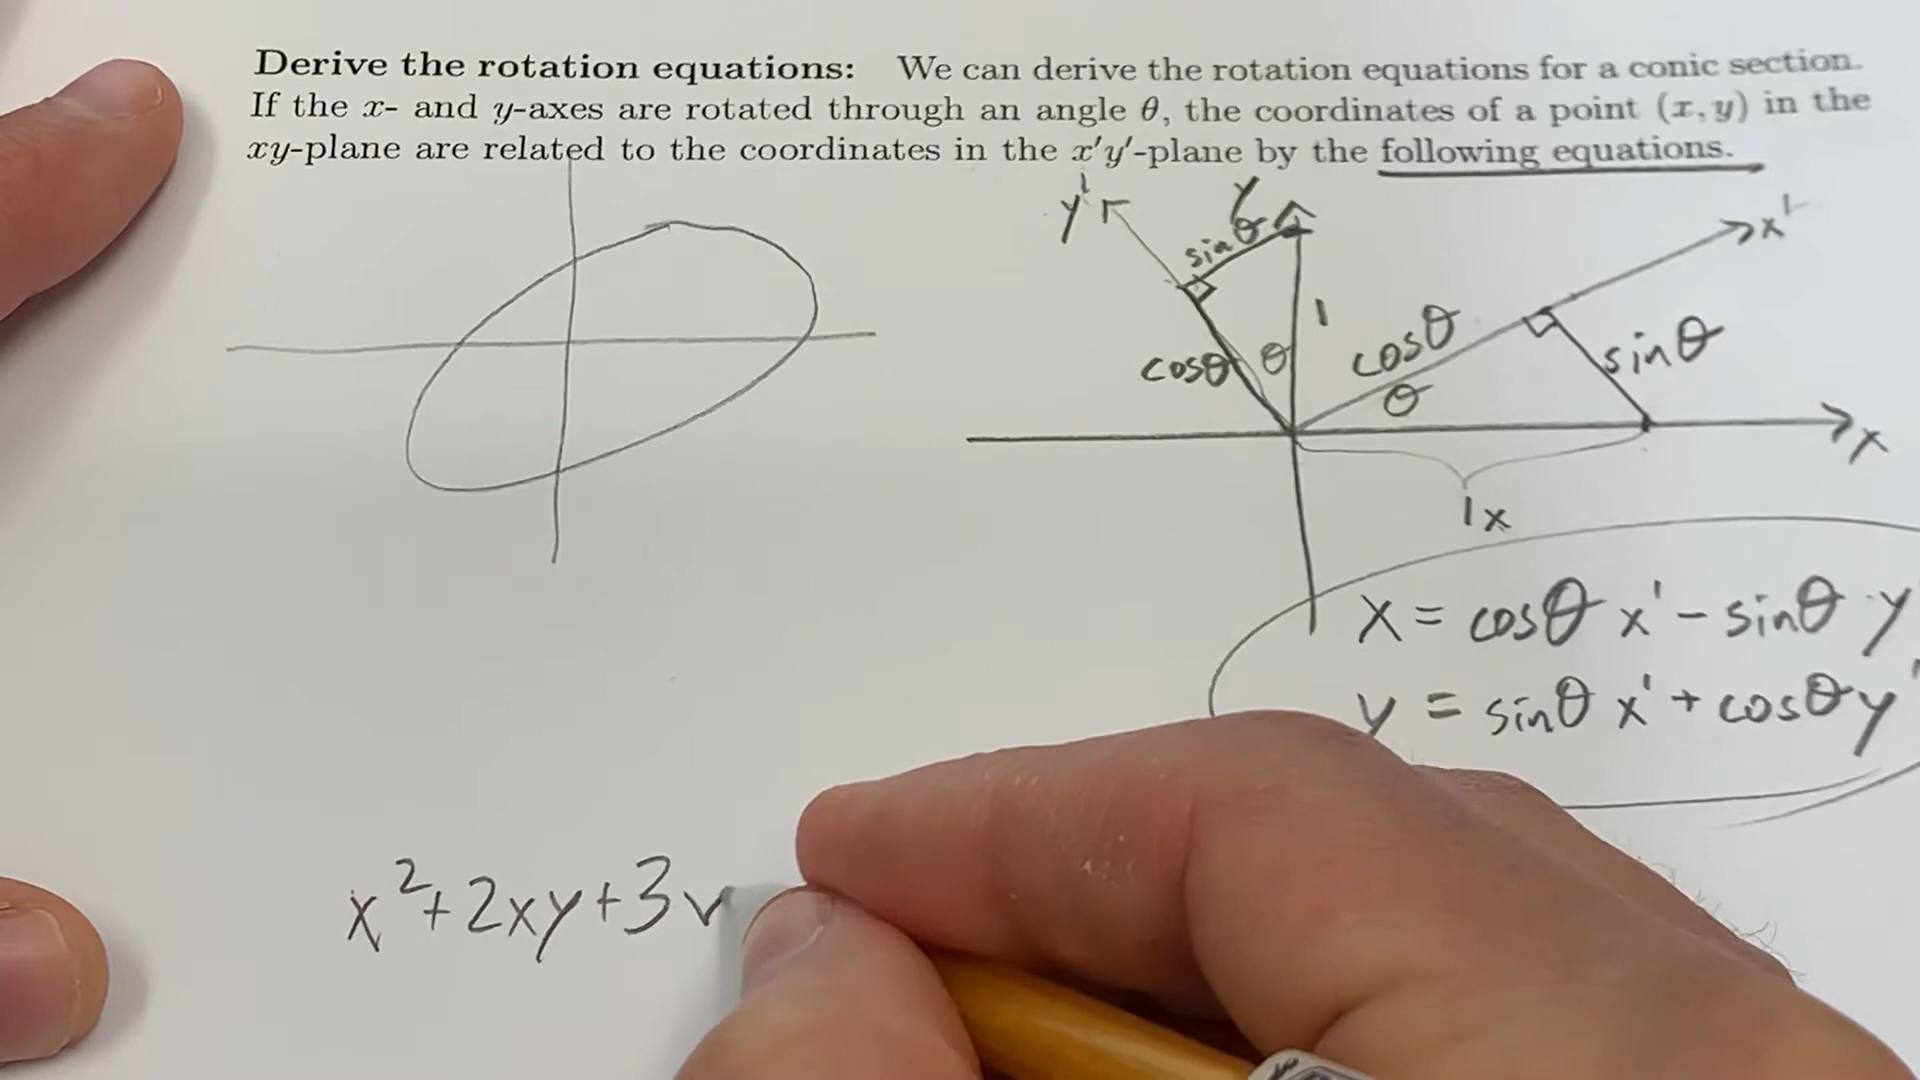 Derive the rotation equations: We can derive the rotation equations for a conic section.
If the x- and y-axes are rotated through an angle θ, the coordinates of a point (x, y) in the
xy-plane are related to the coordinates in the x′y′-plane by the following equations.
y'
y
x'
sinθ
1
cosθ
sinθ
cosθ
θ
θ
x
1x
x = cosθ x' - sinθ y'
y = sinθ x' + cosθ y'
x²+2xy+3y